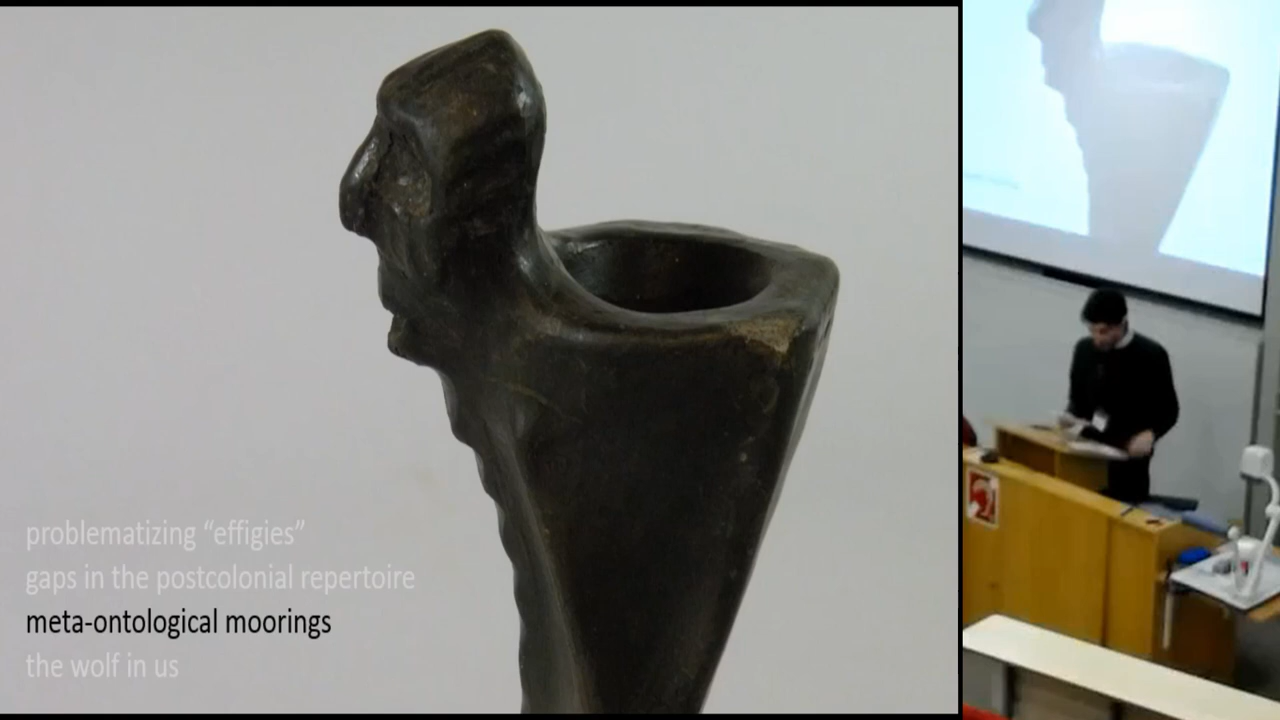 problematizing “effigies”
gaps in the postcolonial repertoire
meta-ontological moorings
the wolf in us